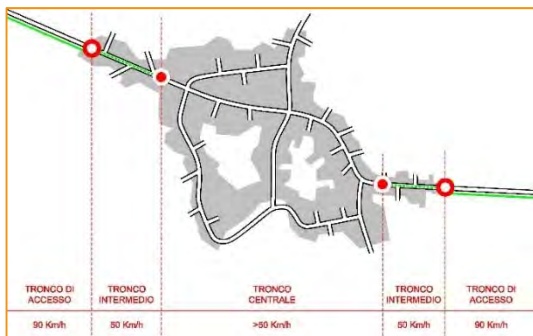 TRONCO DI
ACCESSO
TRONCO
INTERMEDIO
TRONCO
CENTRALE
TRONCO
INTERMEDIO
TRONCO DI
ACCESSO
90 Km/h
50 Km/h
>50 Km/h
50 Km/h
90 Km/h